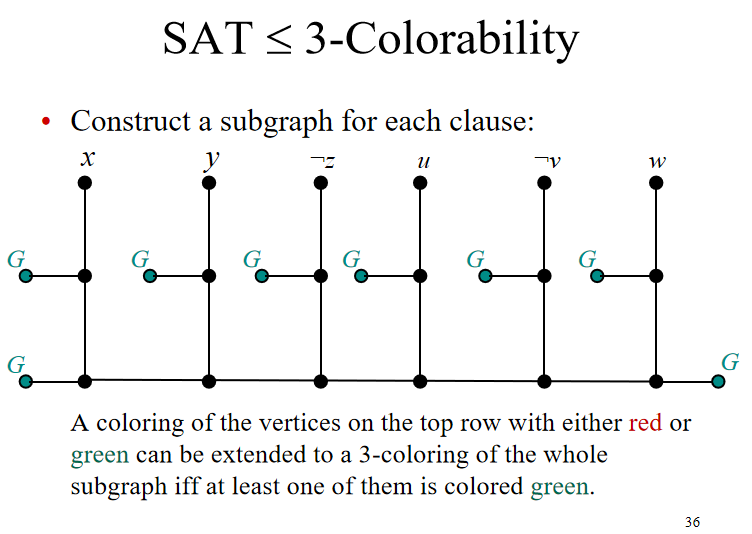 SAT ≤ 3-Colorability
• Construct a subgraph for each clause:
x y ¬z u ¬v w
G G G G G G
G G
A coloring of the vertices on the top row with either red or
green can be extended to a 3-coloring of the whole
subgraph iff at least one of them is colored green.
36